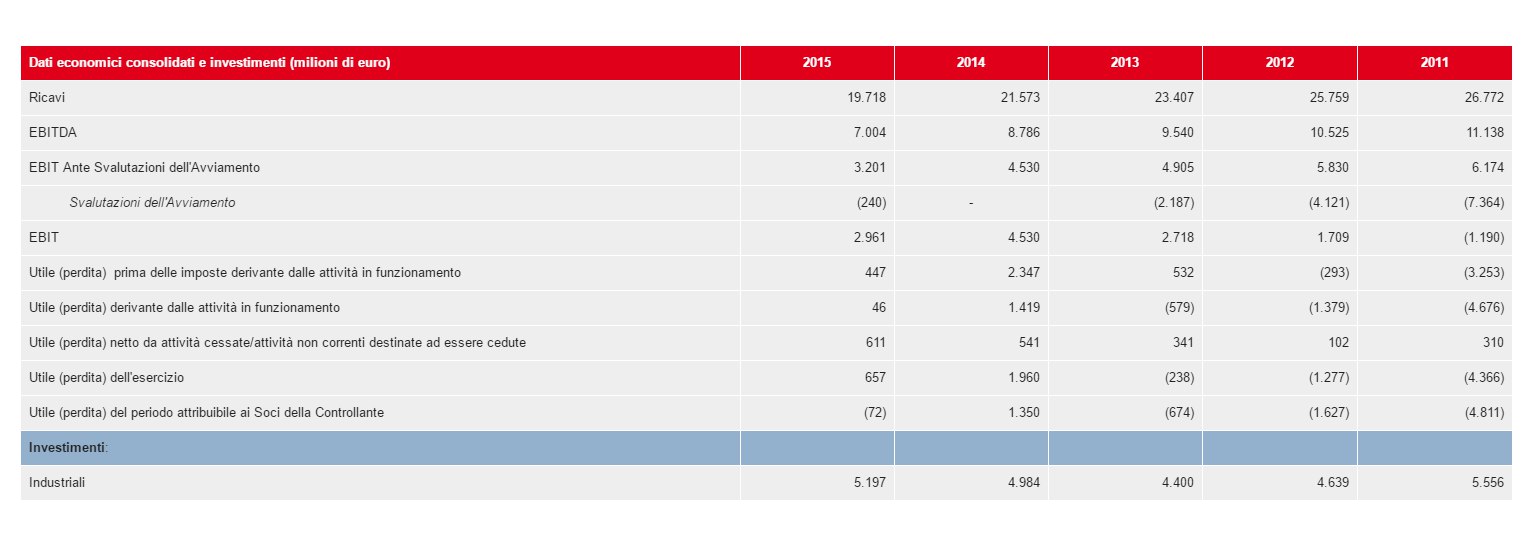 Dati economici consolidati e investimenti (milioni di euro) 2015 2014 2013 2012 2011
Ricavi 19.718 21.573 23.407 25.759 26.772
EBITDA 7.004 8.786 9.540 10.525 11.138
EBIT Ante Svalutazioni dell'Avviamento 3.201 4.530 4.905 5.830 6.174
Svalutazioni dell'Avviamento (240) - (2.187) (4.121) (7.364)
EBIT 2.961 4.530 2.718 1.709 (1.190)
Utile (perdita) prima delle imposte derivante dalle attività in funzionamento 447 2.347 532 (293) (3.253)
Utile (perdita) derivante dalle attività in funzionamento 46 1.419 (579) (1.379) (4.676)
Utile (perdita) netto da attività cessate/attività non correnti destinate ad essere cedute 611 541 341 102 310
Utile (perdita) dell'esercizio 657 1.960 (238) (1.277) (4.366)
Utile (perdita) del periodo attribuibile ai Soci della Controllante (72) 1.350 (674) (1.627) (4.811)
Investimenti:
Industriali 5.197 4.984 4.400 4.639 5.556